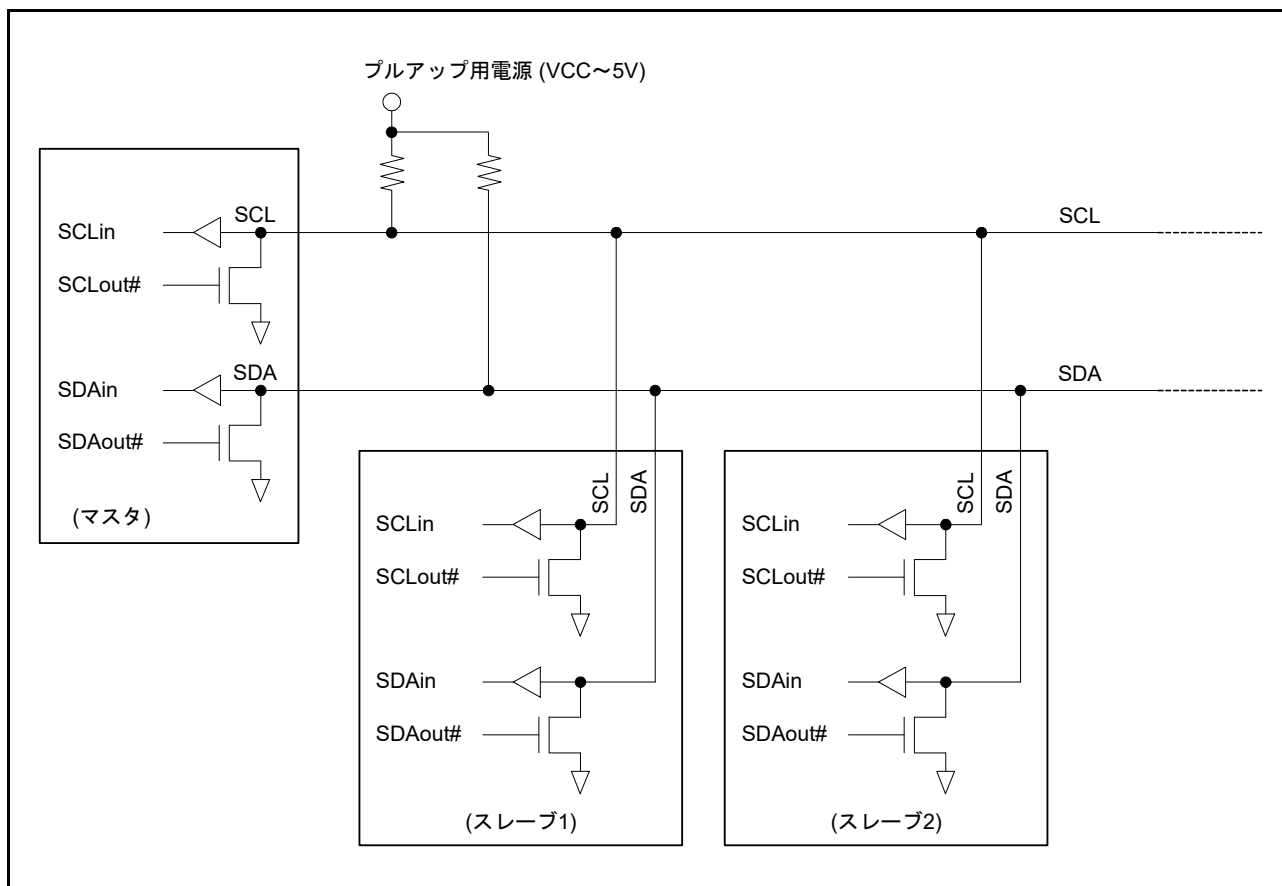 プルアップ用電源 (VCC～5V)
SCL
SCLin
SCLout#
SDA
SDAin
SDAout#
(マスタ)
SCL
SDA
SCL
SDA
SCLin
SCLout#
SDAin
SDAout#
(スレーブ1)
SCL
SDA
SCLin
SCLout#
SDAin
SDAout#
(スレーブ2)